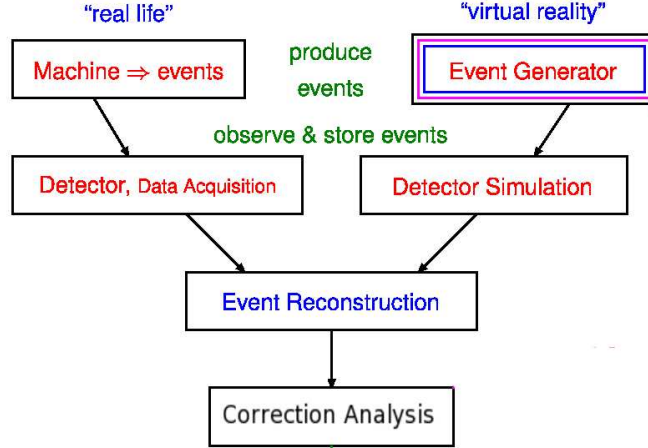 “real life”
“virtual reality”
Machine ⇒ events
produce
events
Event Generator
observe & store events
Detector, Data Acquisition
Detector Simulation
Event Reconstruction
Correction Analysis